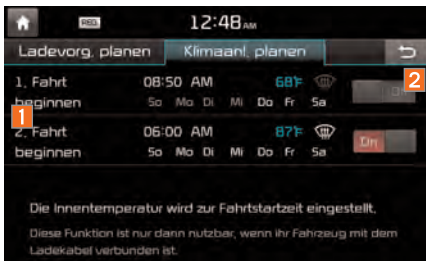 REC 12:48 AM
Ladevorg. planen Klimaanl. planen
1. Fahrt beginnen 08:50 AM 68°F
So Mo Di Mi Do Fr Sa
2
1
2. Fahrt beginnen 06:00 AM 87°F On
So Mo Di Mi Do Fr Sa
Die Innentemperatur wird zur Fahrtstartzeit eingestellt.
Diese Funktion ist nur dann nutzbar, wenn ihr Fahrzeug mit dem
Ladekabel verbunden ist.